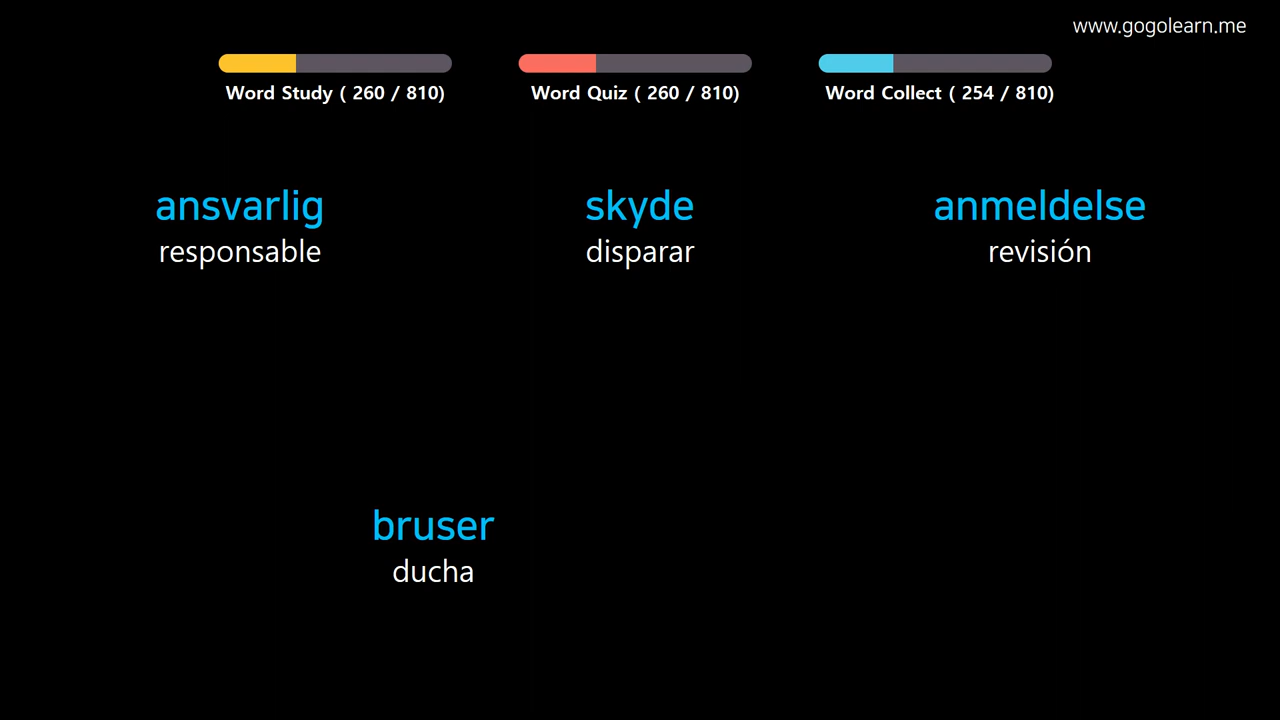 www.gogolearn.me
Word Study ( 260 / 810)
Word Quiz ( 260 / 810)
Word Collect ( 254 / 810)
ansvarlig
responsable
skyde
disparar
anmeldelse
revisión
bruser
ducha